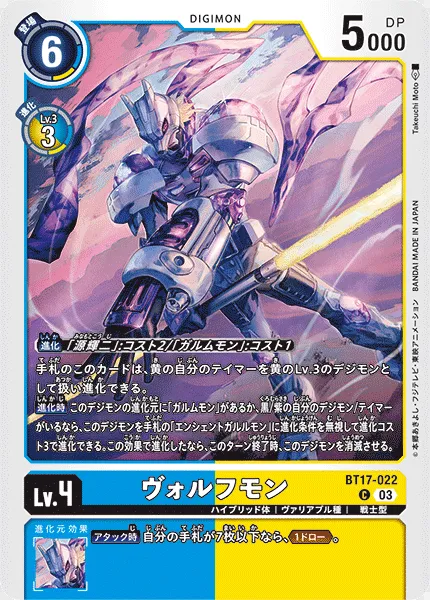 DIGIMON
登場
6
DP
5000
進化
Lv.3
3
Takeuchi Moto
進化 「源輝二」:コスト2/「ガルムモン」:コスト1
手札のこのカードは、黄の自分のテイマーを黄のLv.3のデジモンと
して扱い進化できる。
進化時 このデジモンの進化元に「ガルムモン」があるか、黒/紫の自分のデジモン/テイマー
がいるなら、このデジモンを手札の「エンシェントガルルモン」に進化条件を無視して進化コス
ト3で進化できる。この効果で進化したなら、このターン終了時、このデジモンを消滅させる。
©本郷あきよし・フジテレビ・東映アニメーション BANDAI MADE IN JAPAN
Lv.4
ヴォルフモン
BT17-022
C 03
ハイブリッド体 | ヴァリアブル種 | 戦士型
進化元効果
アタック時 自分の手札が7枚以下なら、1ドロー。